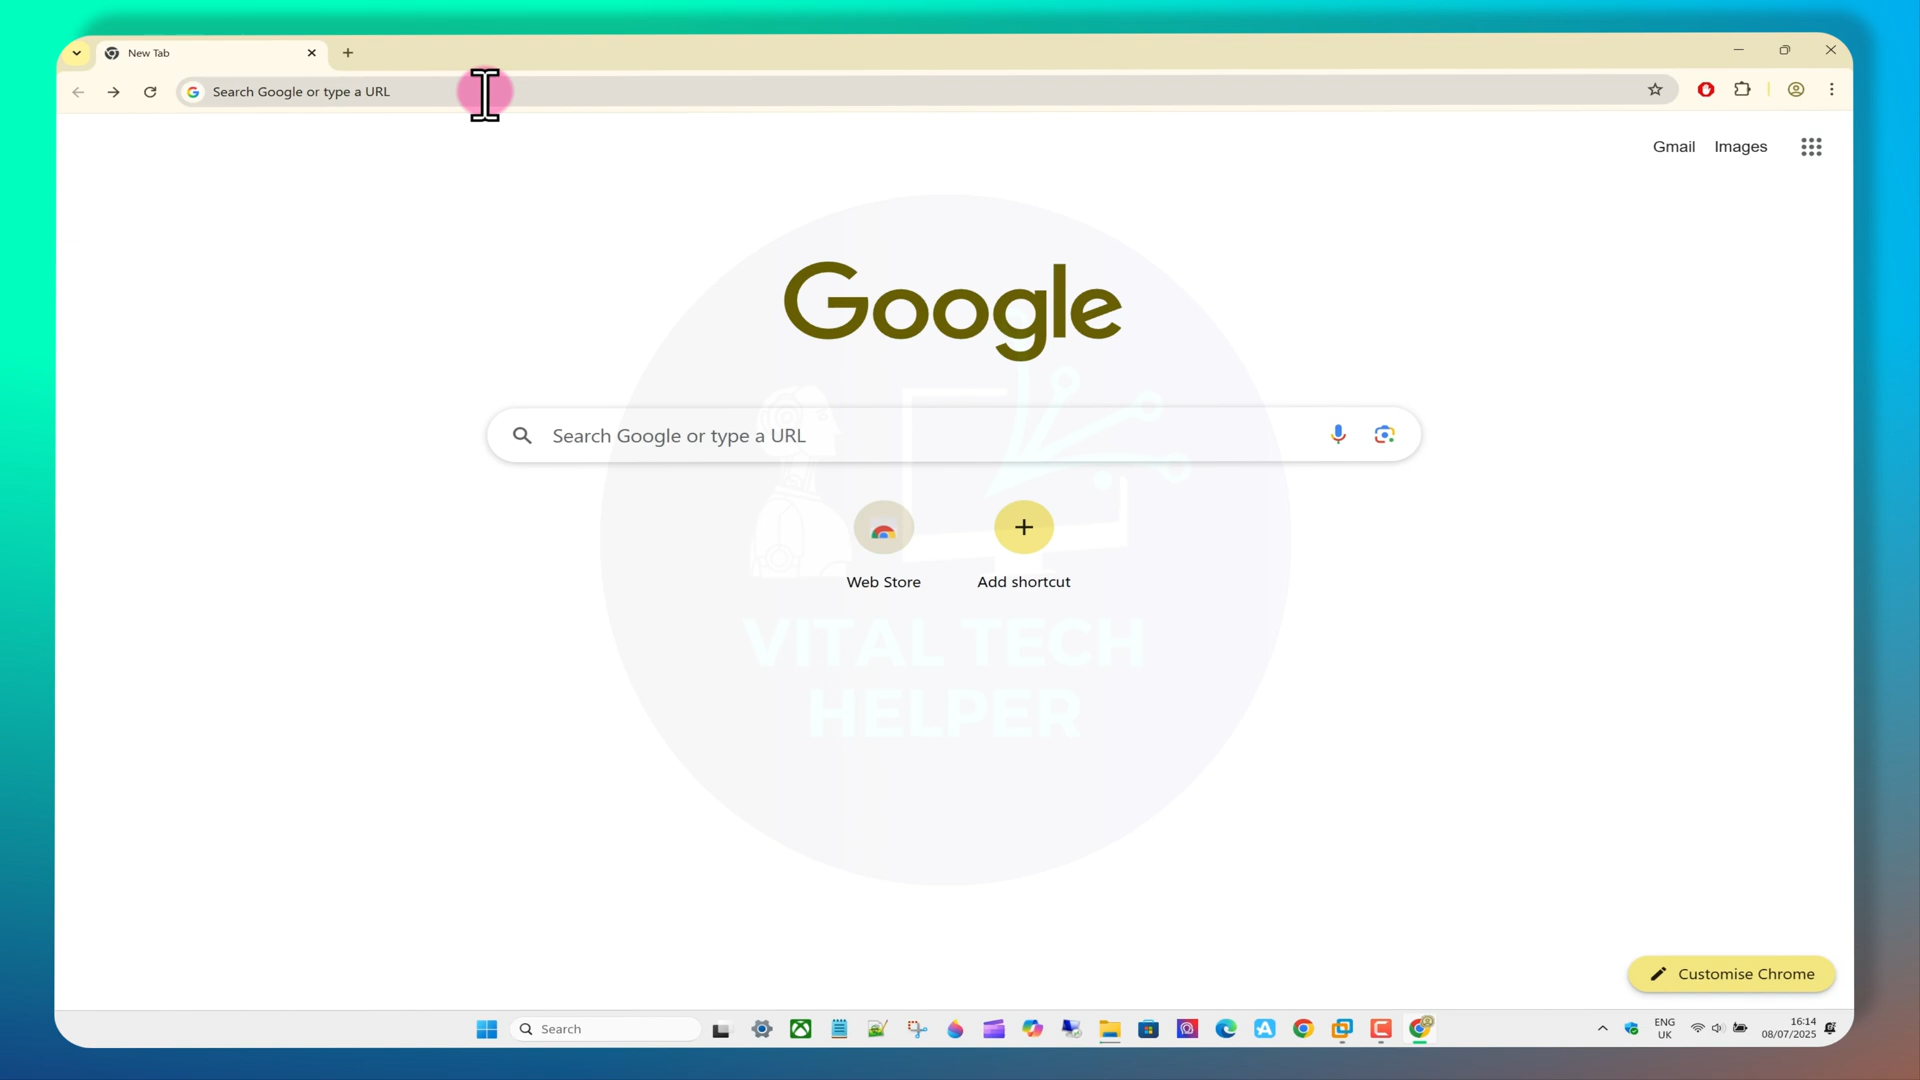 New Tab
Search Google or type a URL
Gmail Images
Google
Search Google or type a URL
Web Store Add shortcut
VITAL TECH
HELPER
Customise Chrome
Search
ENG
UK
16:14
08/07/2025